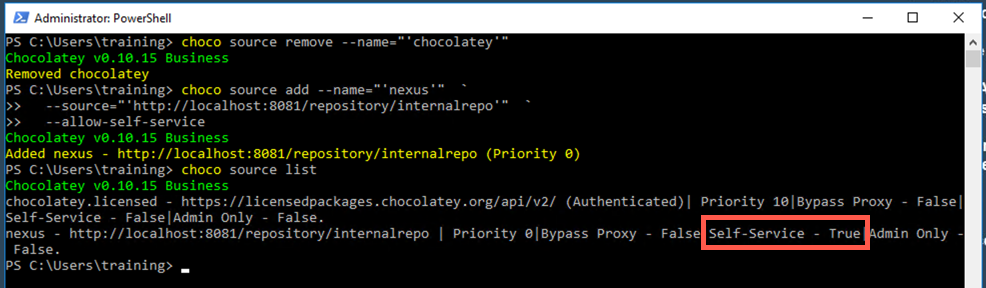 Administrator: PowerShell
PS C:\Users\training> choco source remove --name="'chocolatey'"
Chocolatey v0.10.15 Business
Removed chocolatey
PS C:\Users\training> choco source add --name="'nexus'"  `
>>   --source="'http://localhost:8081/repository/internalrepo'"  `
>>   --allow-self-service
Chocolatey v0.10.15 Business
Added nexus - http://localhost:8081/repository/internalrepo (Priority 0)
PS C:\Users\training> choco source list
Chocolatey v0.10.15 Business
chocolatey.licensed - https://licensedpackages.chocolatey.org/api/v2/ (Authenticated)| Priority 10|Bypass Proxy - False|
Self-Service - False|Admin Only - False.
nexus - http://localhost:8081/repository/internalrepo | Priority 0|Bypass Proxy - False|Self-Service - True|Admin Only -
 False.
PS C:\Users\training>